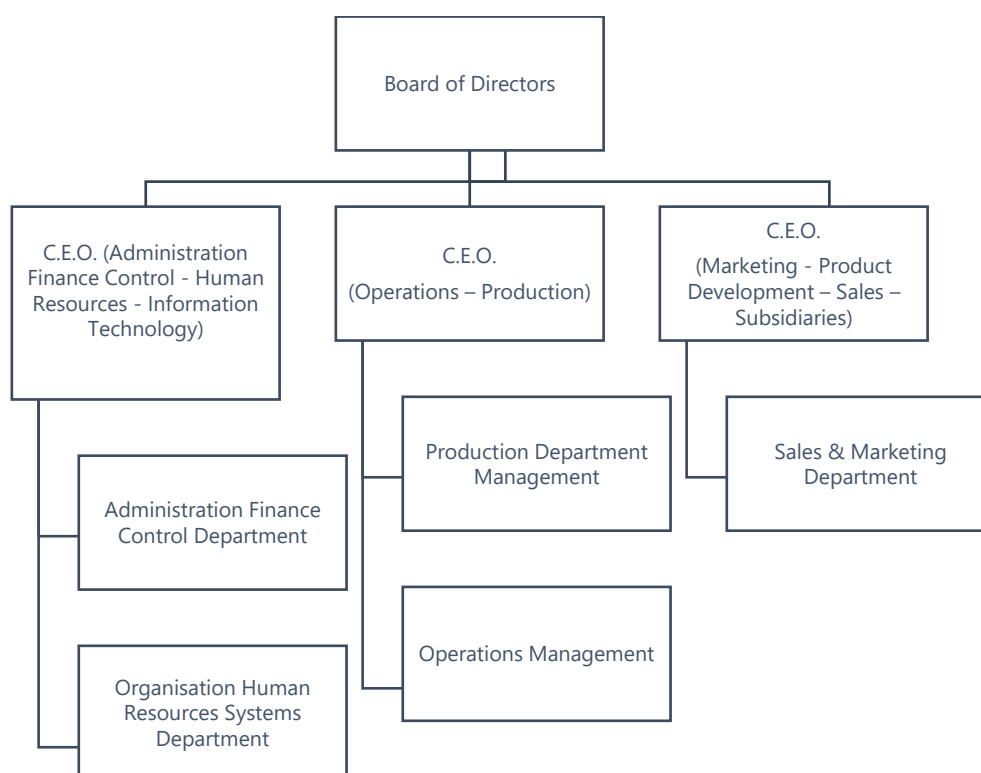 Board of Directors
C.E.O. (Administration
Finance Control - Human
Resources - Information
Technology)
C.E.O.
(Operations – Production)
C.E.O.
(Marketing - Product
Development – Sales –
Subsidiaries)
Administration Finance
Control Department
Organisation Human
Resources Systems
Department
Production Department
Management
Operations Management
Sales & Marketing
Department